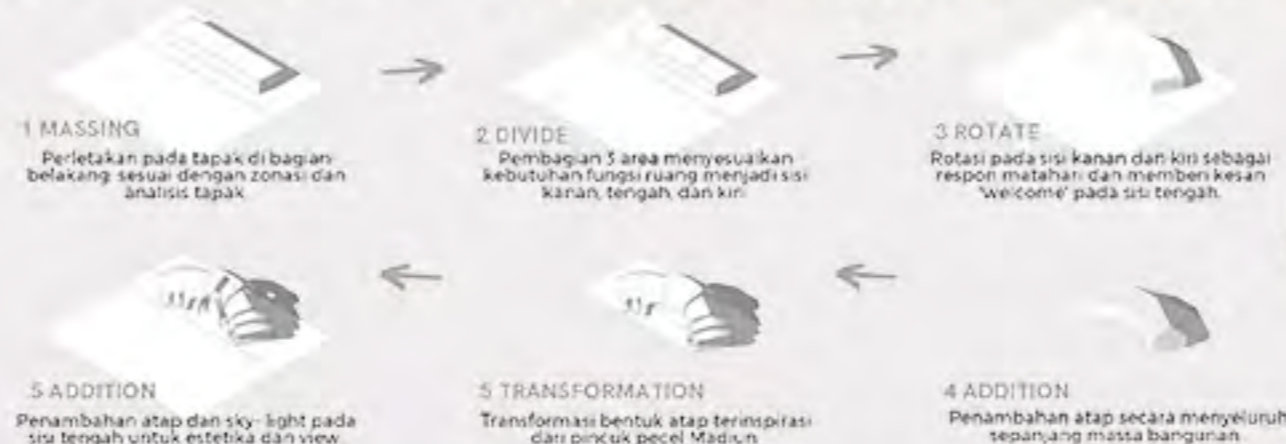 1 MASSING
Perletakan pada tapak di bagian
belakang sesuai dengan zonasi dan
analisis tapak
2 DIVIDE
Pembagian 3 area menyesuaikan
kebutuhan fungsi ruang menjadi sisi
kanan, tengah, dan kiri
3 ROTATE
Rotasi pada sisi kanan dan kiri sebagai
respon matahari dan memberi kesan
'welcome' pada sisi tengah.
5 ADDITION
Penambahan atap dan sky-light pada
sisi tengah untuk estetika dan view
5 TRANSFORMATION
Transformasi bentuk atap terinspirasi
dari pincuk pecel Madiun
4 ADDITION
Penambahan atap secara menyeluruh
sepanjang massa bangunan